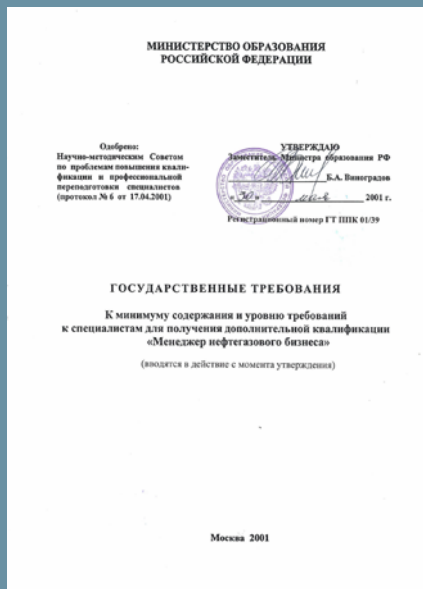 МИНИСТЕРСТВО ОБРАЗОВАНИЯ
РОССИЙСКОЙ ФЕДЕРАЦИИ
Одобрено:
Научно-методическим Советом
по проблемам повышения квали-
фикации и профессиональной
переподготовки специалистов
(протокол № 6 от 17.04.2001)
УТВЕРЖДАЮ
Заместитель Министра образования РФ
Б.А. Виноградов
« 30 » мая 2001 г.
Регистрационный номер ГТ ППК 01/39
ГОСУДАРСТВЕННЫЕ ТРЕБОВАНИЯ
К минимуму содержания и уровню требований
к специалистам для получения дополнительной квалификации
«Менеджер нефтегазового бизнеса»
(вводятся в действие с момента утверждения)
Москва 2001